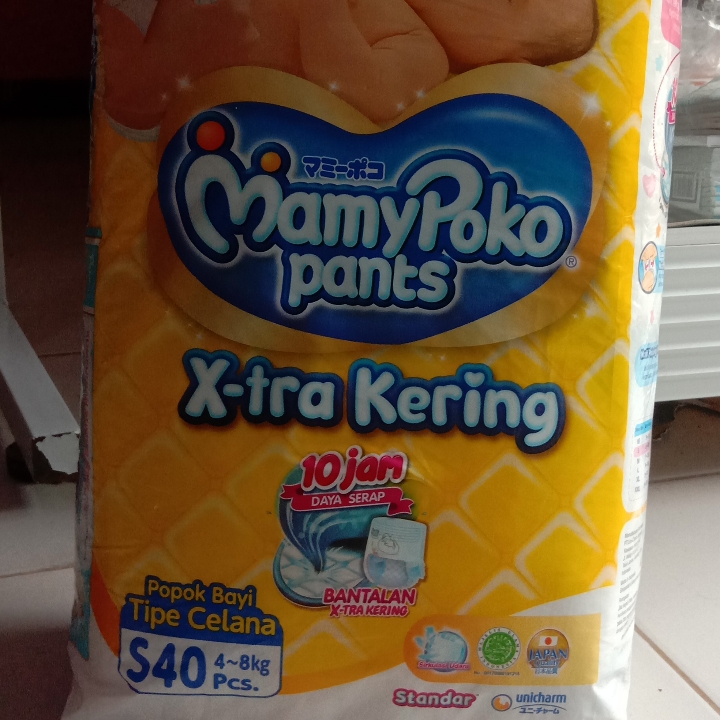 マミーポコ
MamyPoko
pants
®
X-tra Kering
10 jam
DAYA SERAP
BANTALAN
X-TRA KERING
Popok Bayi
Tipe Celana
S40 4~8kg
Pcs.
JAPAN
Standar
unicharm
ユニ・チャーム